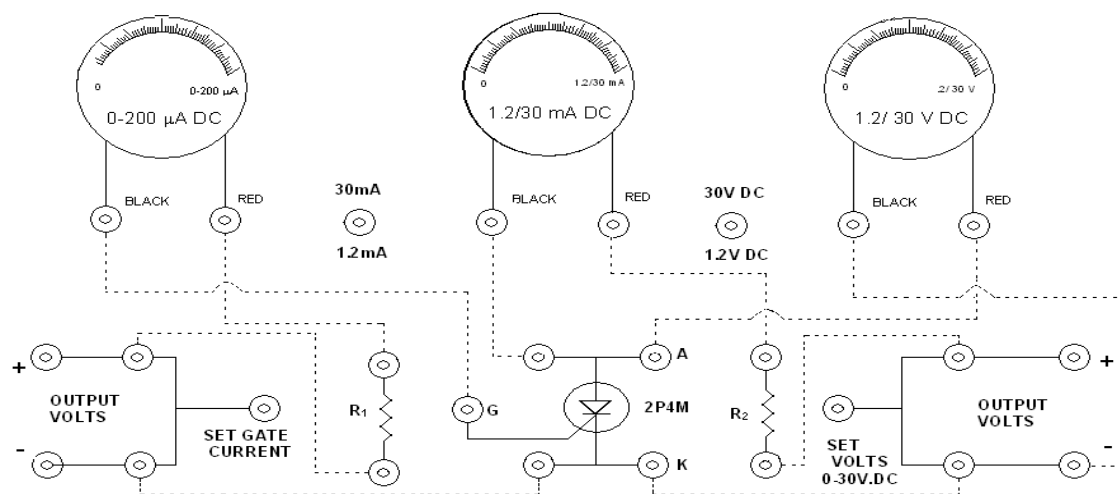 0
0-200 µA
0-200 µA DC
0
1.2/30 mA
1.2/30 mA DC
0
./ 30 V
1.2/ 30 V DC
BLACK
RED
30mA
1.2mA
BLACK
RED
30V DC
1.2V DC
BLACK
RED
+
OUTPUT
VOLTS
-
SET GATE
CURRENT
R1
G
A
2P4M
K
R2
SET
VOLTS
0-30V.DC
OUTPUT
VOLTS
+
-